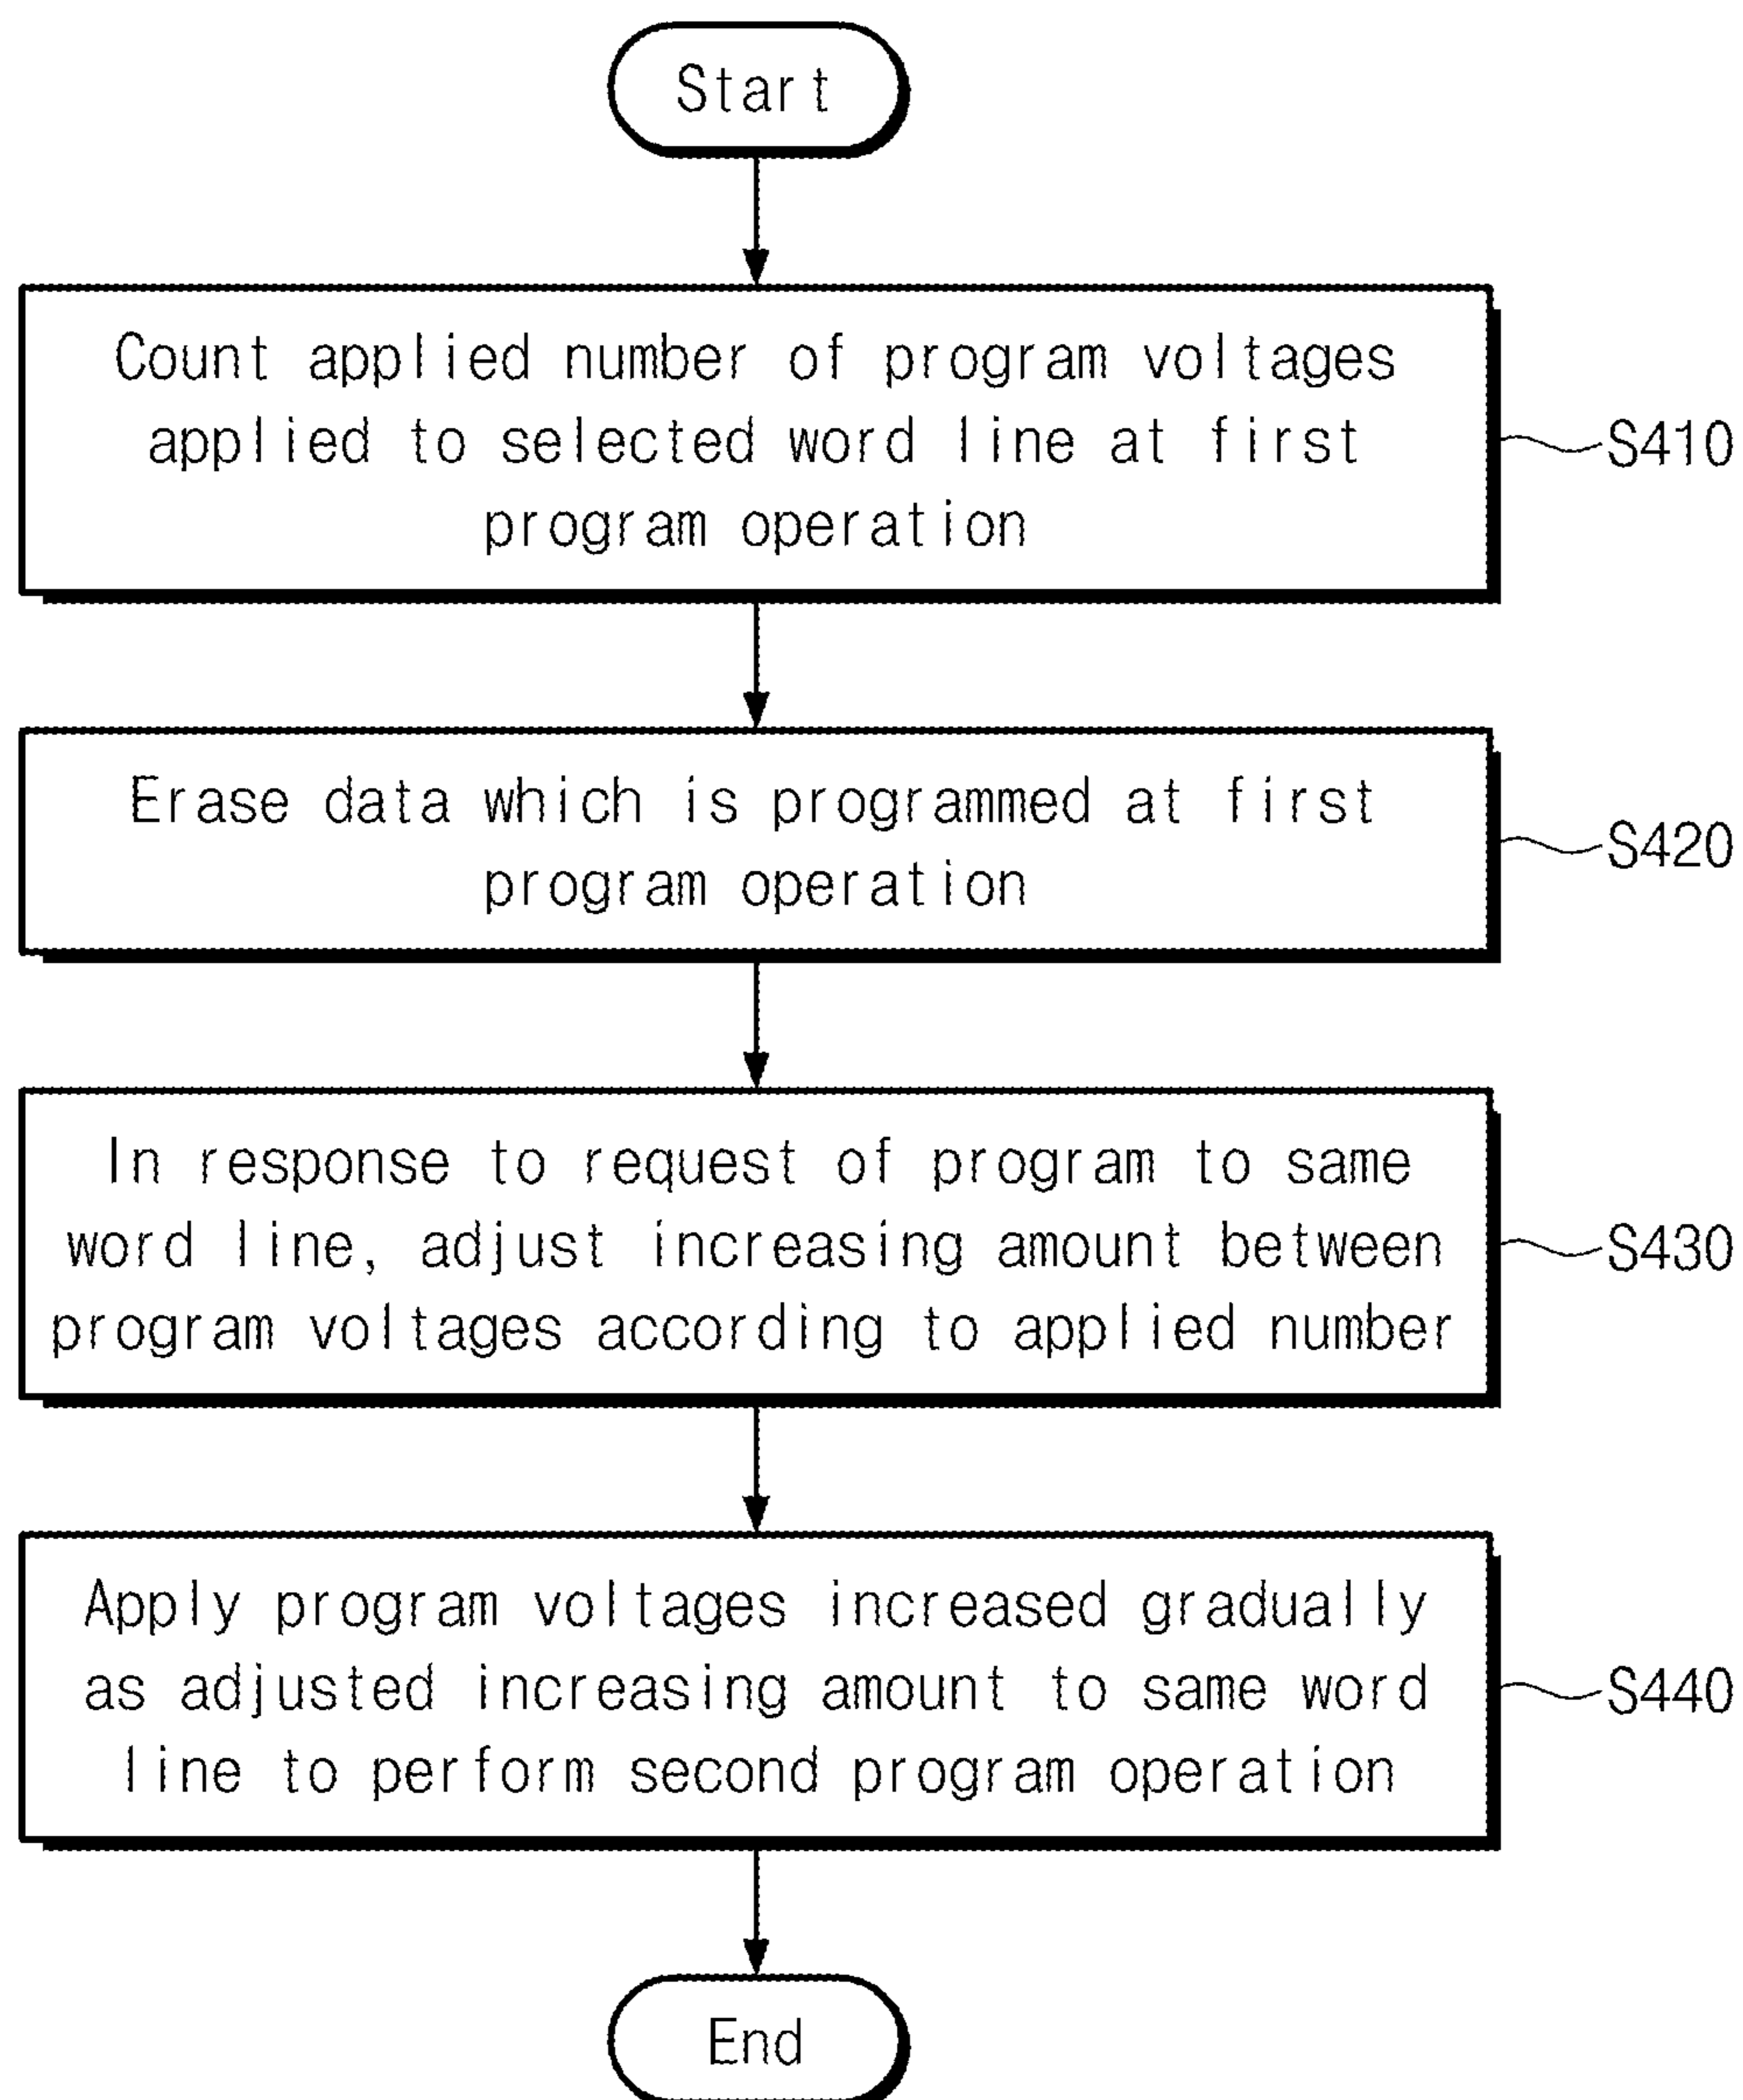 Start
Count applied number of program voltages
applied to selected word line at first
program operation
S410
Erase data which is programmed at first
program operation
S420
In response to request of program to same
word line, adjust increasing amount between
program voltages according to applied number
S430
Apply program voltages increased gradually
as adjusted increasing amount to same word
line to perform second program operation
S440
End